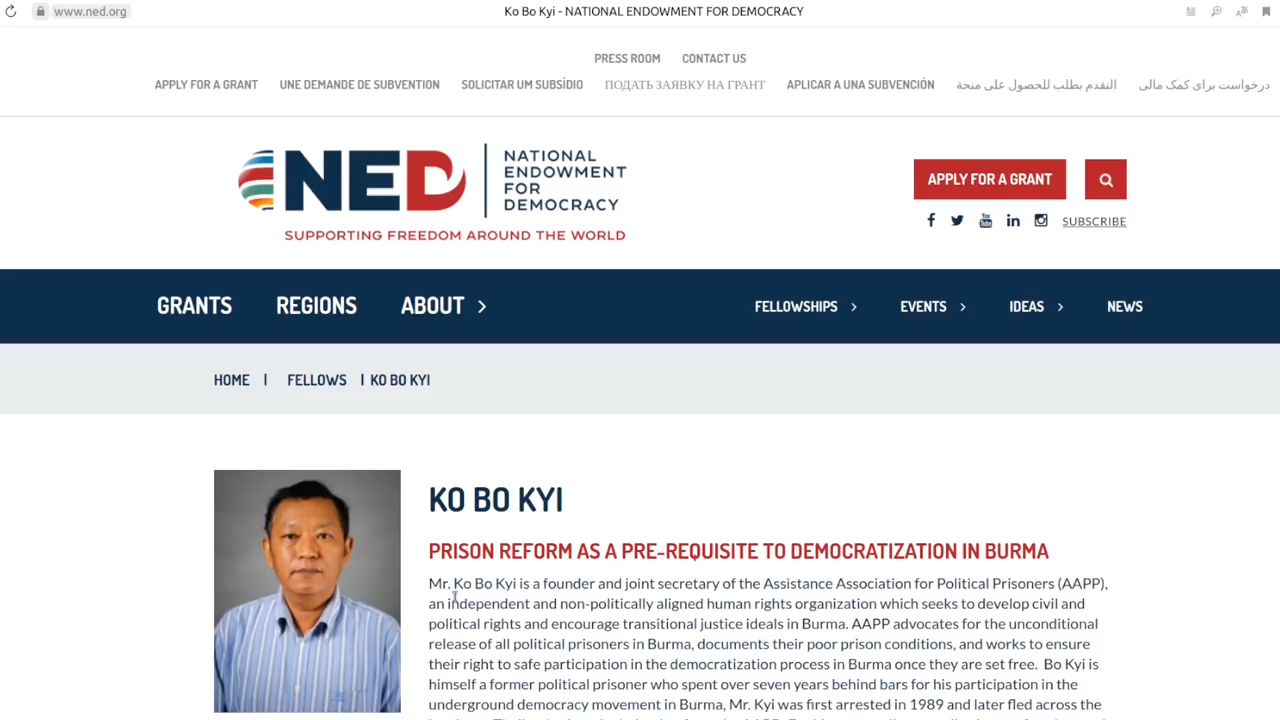 www.ned.org
Ko Bo Kyi - NATIONAL ENDOWMENT FOR DEMOCRACY
PRESS ROOM CONTACT US
APPLY FOR A GRANT UNE DEMANDE DE SUBVENTION SOLICITAR UM SUBSÍDIO ПОДАТЬ ЗАЯВКУ НА ГРАНТ APLICAR A UNA SUBVENCIÓN التقدم بطلب للحصول على منحة درخواست برای کمک مالی
NED
NATIONAL
ENDOWMENT
FOR
DEMOCRACY
SUPPORTING FREEDOM AROUND THE WORLD
APPLY FOR A GRANT
SUBSCRIBE
GRANTS REGIONS ABOUT FELLOWSHIPS EVENTS IDEAS NEWS
HOME | FELLOWS | KO BO KYI
KO BO KYI
PRISON REFORM AS A PRE-REQUISITE TO DEMOCRATIZATION IN BURMA
Mr. Ko Bo Kyi is a founder and joint secretary of the Assistance Association for Political Prisoners (AAPP),
an independent and non-politically aligned human rights organization which seeks to develop civil and
political rights and encourage transitional justice ideals in Burma. AAPP advocates for the unconditional
release of all political prisoners in Burma, documents their poor prison conditions, and works to ensure
their right to safe participation in the democratization process in Burma once they are set free. Bo Kyi is
himself a former political prisoner who spent over seven years behind bars for his participation in the
underground democracy movement in Burma, Mr. Kyi was first arrested in 1989 and later fled across the